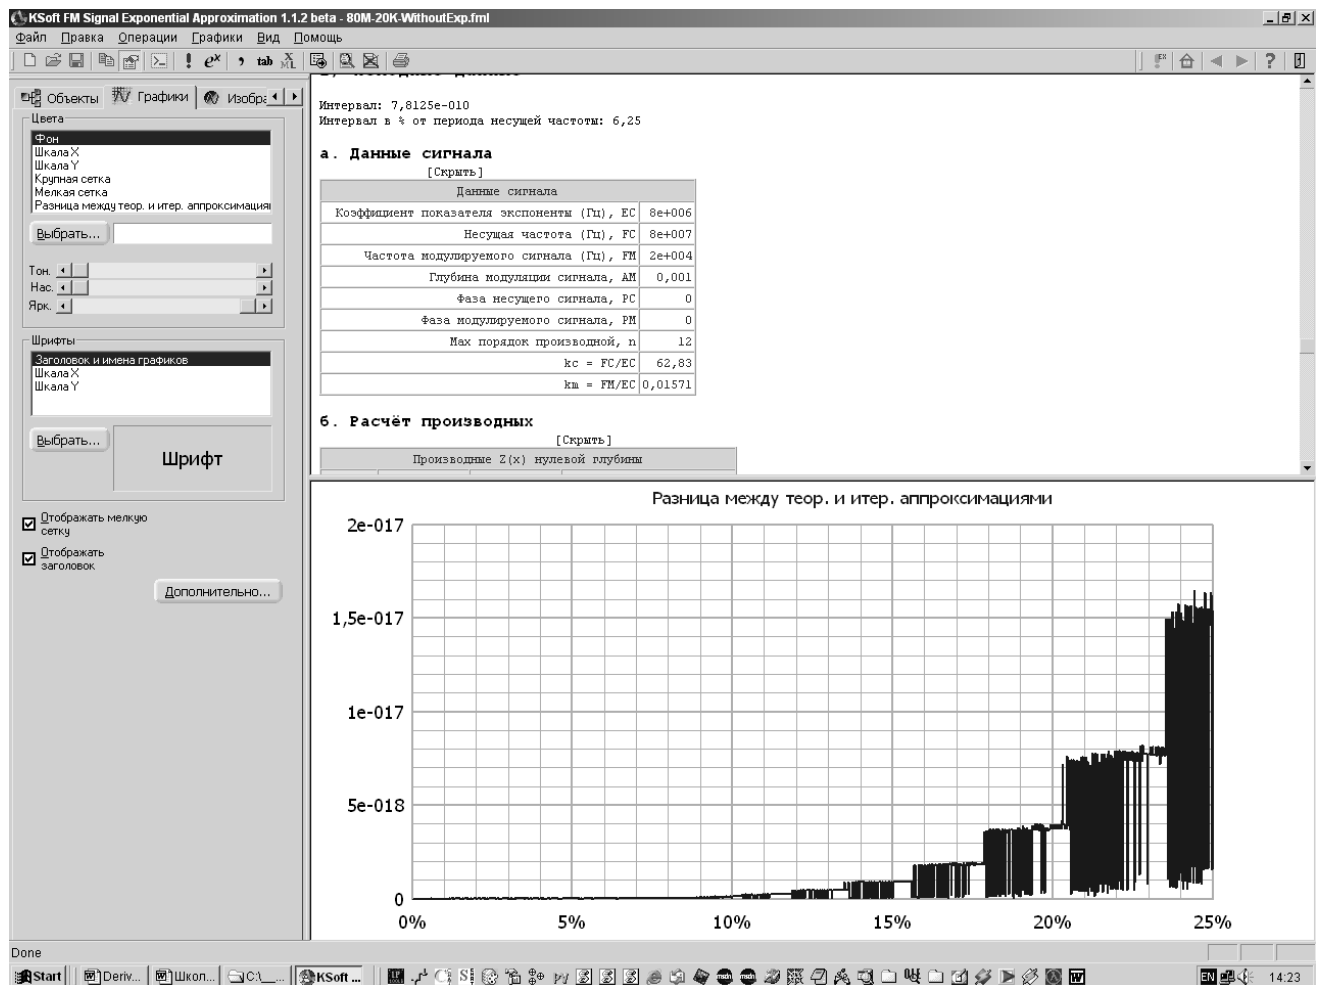 KSoft FM Signal Exponential Approximation 1.1.2 beta - 80M-20K-WithoutExp.fml
Файл Правка Операции Графики Вид Помощь
Объекты Графики Изобра
Цвета
Фон
Шкала X
Шкала Y
Крупная сетка
Мелкая сетка
Разница между теор. и итер. аппроксимация
Выбрать...
Тон.
Нас.
Ярк.
Шрифты
Заголовок и имена графиков
Шкала X
Шкала Y
Выбрать...
Шрифт
Отображать мелкую
сетку
Отображать
заголовок
Дополнительно...
Интервал: 7,8125e-010
Интервал в % от периода несущей частоты: 6,25
а. Данные сигнала
[Скрыть]
Данные сигнала
Коэффициент показателя экспоненты (Гц), EC 8e+006
Несущая частота (Гц), FC 8e+007
Частота модулируемого сигнала (Гц), FM 2e+004
Глубина модуляции сигнала, AM 0,001
Фаза несущего сигнала, PC 0
Фаза модулируемого сигнала, PM 0
Max порядок производной, n 12
kc = FC/EC 62,83
km = FM/EC 0,01571
б. Расчёт производных
[Скрыть]
Производные Z(x) нулевой глубины
Разница между теор. и итер. аппроксимациями
2e-017
1,5e-017
1e-017
5e-018
0
0% 5% 10% 15% 20% 25%
Done
Start Deriv... Школ... C:\__... KSoft ... EN 14:23